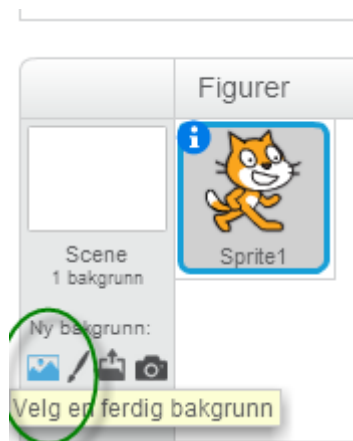 Figurer
Scene
1 bakgrunn
Sprite1
Ny bakgrunn:
Velg en ferdig bakgrunn